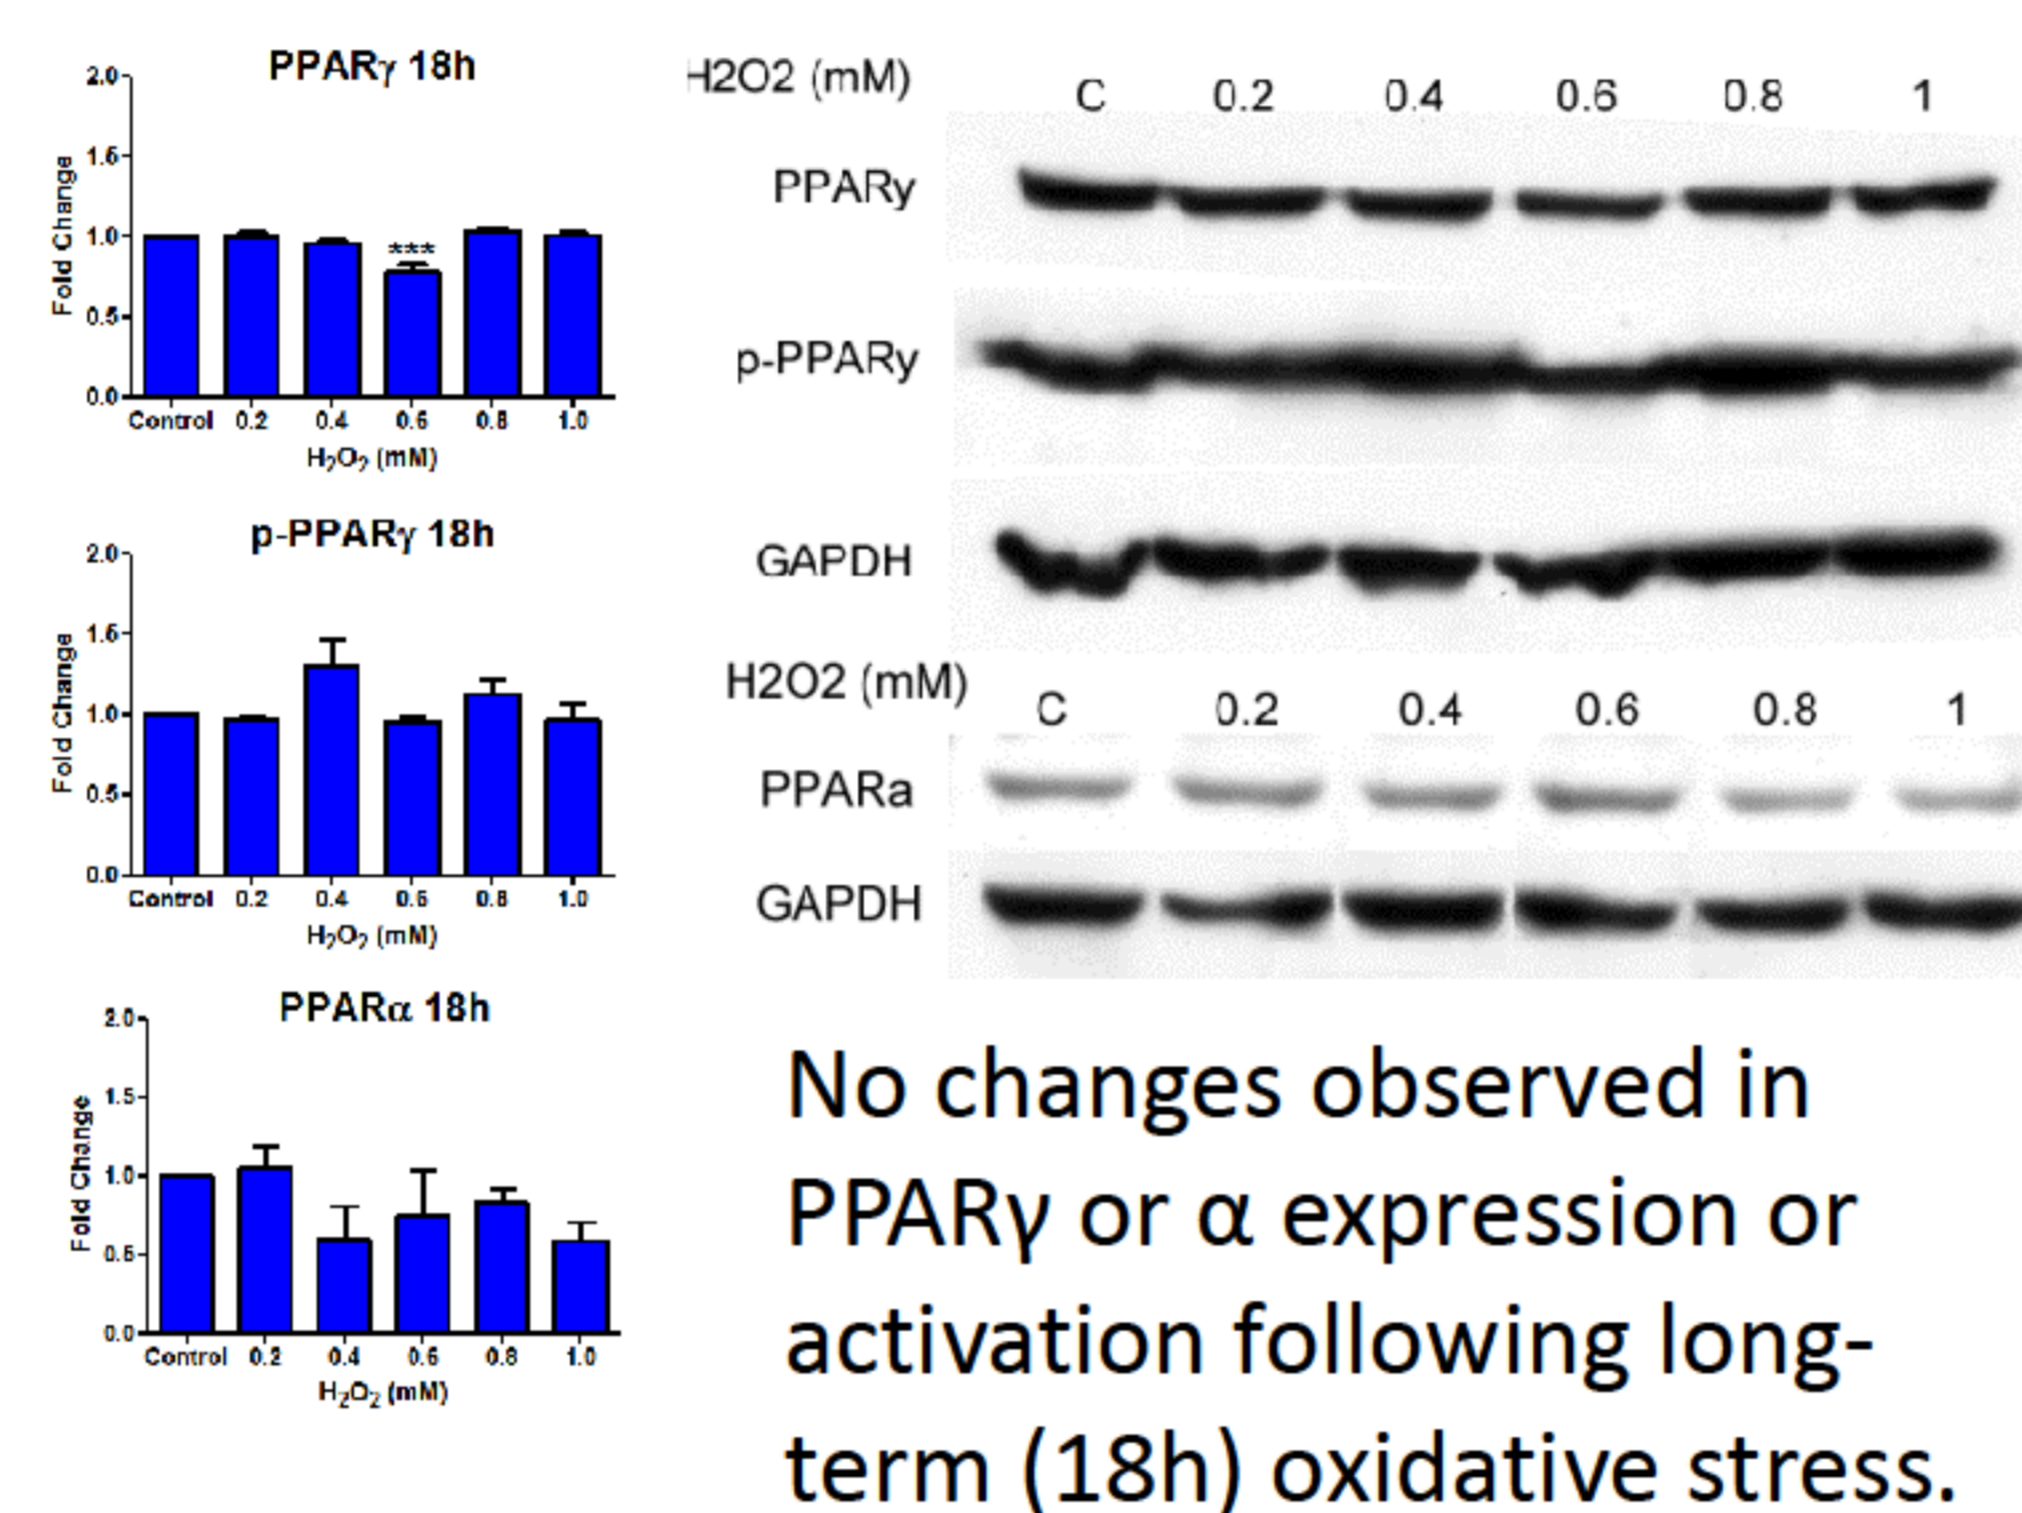 PPARγ 18h
2.0
1.5
1.0
0.5
0.0
Fold Change
***
Control 0.2 0.4 0.6 0.8 1.0
H₂O₂ (mM)
p-PPARγ 18h
2.0
1.5
1.0
0.5
0.0
Fold Change
Control 0.2 0.4 0.6 0.8 1.0
H₂O₂ (mM)
PPARα 18h
2.0
1.5
1.0
0.5
0.0
Fold Change
Control 0.2 0.4 0.6 0.8 1.0
H₂O₂ (mM)
H2O2 (mM)
C 0.2 0.4 0.6 0.8 1
PPARy
p-PPARy
GAPDH
H2O2 (mM)
C 0.2 0.4 0.6 0.8 1
PPARa
GAPDH
No changes observed in
PPARγ or α expression or
activation following long-
term (18h) oxidative stress.